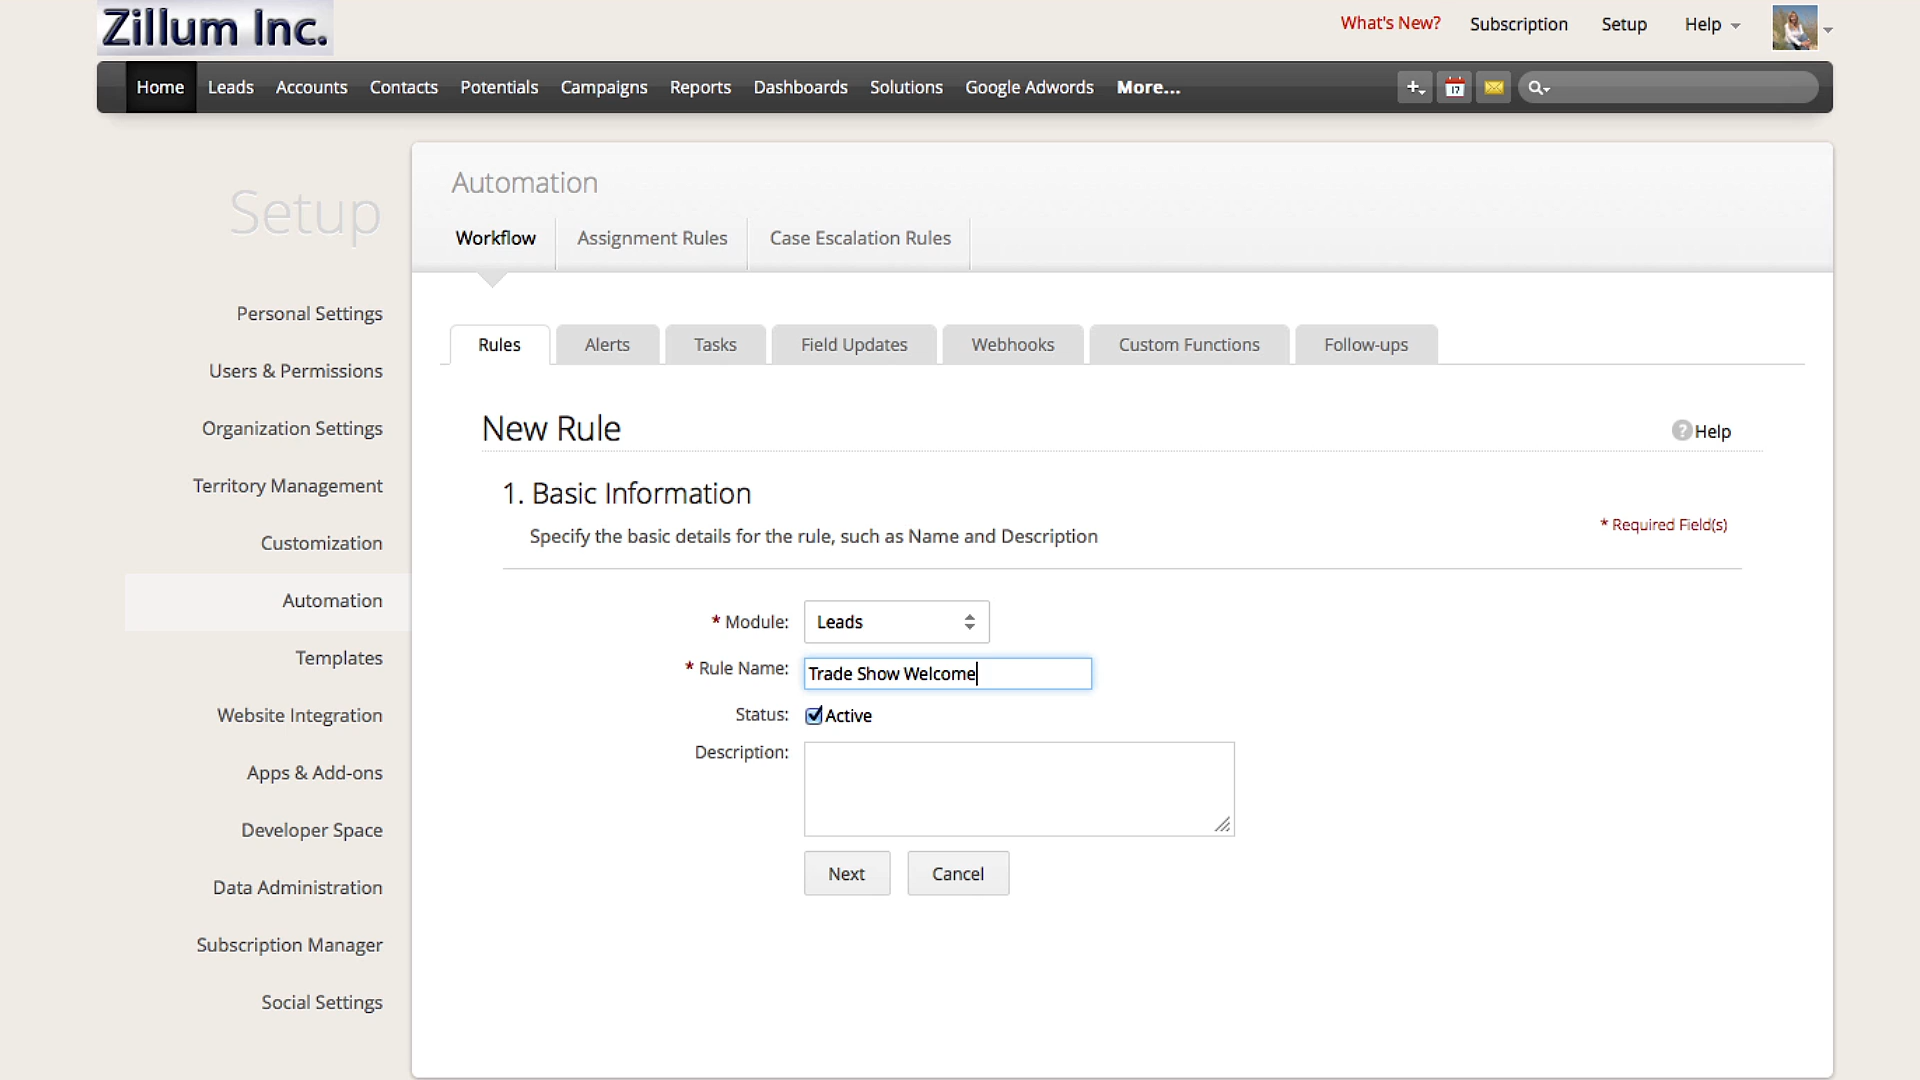 Zillum Inc.
What's New? Subscription Setup Help
Home Leads Accounts Contacts Potentials Campaigns Reports Dashboards Solutions Google Adwords More...
17
Setup
Automation
Workflow Assignment Rules Case Escalation Rules
Personal Settings
Users & Permissions
Organization Settings
Territory Management
Customization
Automation
Templates
Website Integration
Apps & Add-ons
Developer Space
Data Administration
Subscription Manager
Social Settings
Rules Alerts Tasks Field Updates Webhooks Custom Functions Follow-ups
New Rule
? Help
1. Basic Information
Specify the basic details for the rule, such as Name and Description
* Required Field(s)
* Module: Leads
* Rule Name: Trade Show Welcome
Status: Active
Description:
Next Cancel